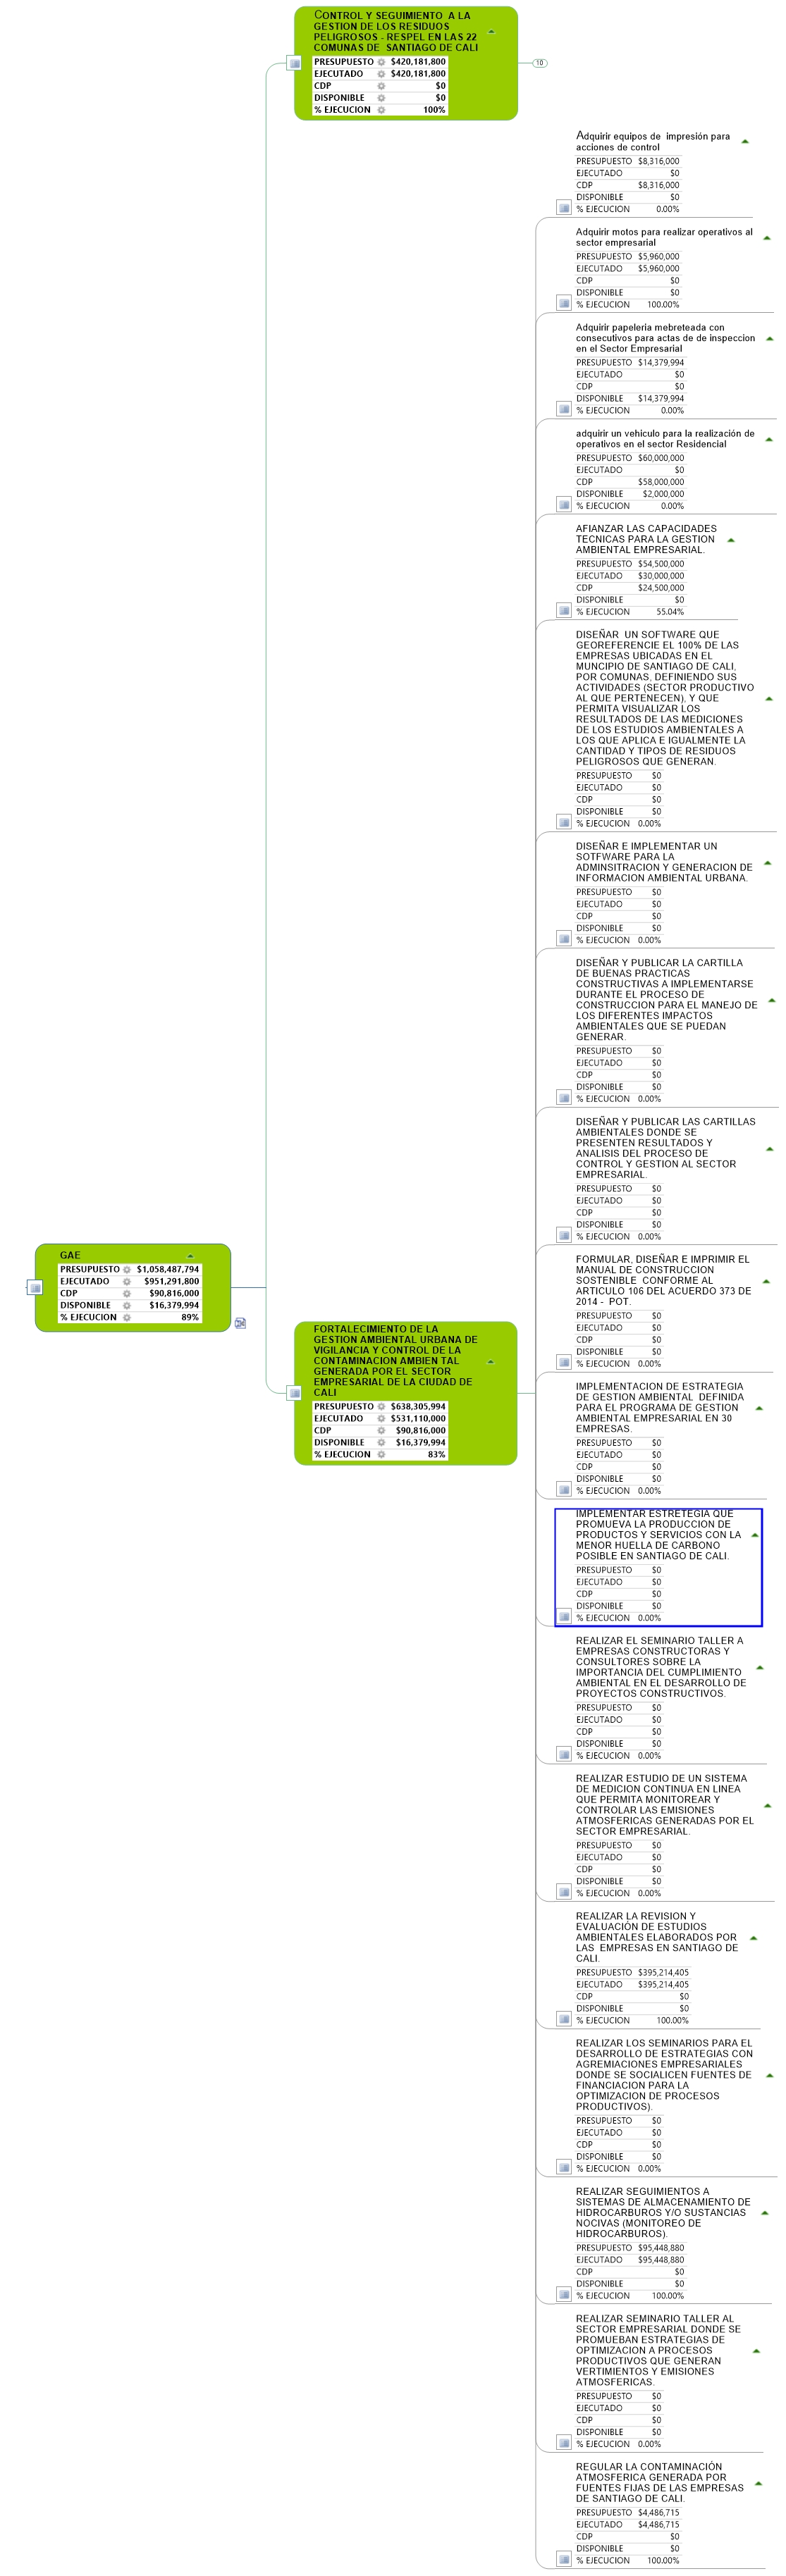 CONTROL Y SEGUIMIENTO A LA
GESTION DE LOS RESIDUOS
PELIGROSOS - RESPEL EN LAS 22
COMUNAS DE SANTIAGO DE CALI
PRESUPUESTO $420,181,800
EJECUTADO $420,181,800
CDP $0
DISPONIBLE $0
% EJECUCION 100%
10
Adquirir equipos de impresión para
acciones de control
PRESUPUESTO $8,316,000
EJECUTADO $0
CDP $8,316,000
DISPONIBLE $0
% EJECUCION 0.00%
Adquirir motos para realizar operativos al
sector empresarial
PRESUPUESTO $5,960,000
EJECUTADO $5,960,000
CDP $0
DISPONIBLE $0
% EJECUCION 100.00%
Adquirir papeleria mebreteada con
consecutivos para actas de de inspeccion
en el Sector Empresarial
PRESUPUESTO $14,379,994
EJECUTADO $0
CDP $0
DISPONIBLE $14,379,994
% EJECUCION 0.00%
adquirir un vehiculo para la realización de
operativos en el sector Residencial
PRESUPUESTO $60,000,000
EJECUTADO $0
CDP $58,000,000
DISPONIBLE $2,000,000
% EJECUCION 0.00%
AFIANZAR LAS CAPACIDADES
TECNICAS PARA LA GESTION
AMBIENTAL EMPRESARIAL.
PRESUPUESTO $54,500,000
EJECUTADO $30,000,000
CDP $24,500,000
DISPONIBLE $0
% EJECUCION 55.04%
DISEÑAR UN SOFTWARE QUE
GEOREFERENCIE EL 100% DE LAS
EMPRESAS UBICADAS EN EL
MUNCIPIO DE SANTIAGO DE CALI,
POR COMUNAS, DEFINIENDO SUS
ACTIVIDADES (SECTOR PRODUCTIVO
AL QUE PERTENECEN), Y QUE
PERMITA VISUALIZAR LOS
RESULTADOS DE LAS MEDICIONES
DE LOS ESTUDIOS AMBIENTALES A
LOS QUE APLICA E IGUALMENTE LA
CANTIDAD Y TIPOS DE RESIDUOS
PELIGROSOS QUE GENERAN.
PRESUPUESTO $0
EJECUTADO $0
CDP $0
DISPONIBLE $0
% EJECUCION 0.00%
DISEÑAR E IMPLEMENTAR UN
SOTFWARE PARA LA
ADMINSITRACION Y GENERACION DE
INFORMACION AMBIENTAL URBANA.
PRESUPUESTO $0
EJECUTADO $0
CDP $0
DISPONIBLE $0
% EJECUCION 0.00%
DISEÑAR Y PUBLICAR LA CARTILLA
DE BUENAS PRACTICAS
CONSTRUCTIVAS A IMPLEMENTARSE
DURANTE EL PROCESO DE
CONSTRUCCION PARA EL MANEJO DE
LOS DIFERENTES IMPACTOS
AMBIENTALES QUE SE PUEDAN
GENERAR.
PRESUPUESTO $0
EJECUTADO $0
CDP $0
DISPONIBLE $0
% EJECUCION 0.00%
DISEÑAR Y PUBLICAR LAS CARTILLAS
AMBIENTALES DONDE SE
PRESENTEN RESULTADOS Y
ANALISIS DEL PROCESO DE
CONTROL Y GESTION AL SECTOR
EMPRESARIAL.
PRESUPUESTO $0
EJECUTADO $0
CDP $0
DISPONIBLE $0
% EJECUCION 0.00%
GAE
PRESUPUESTO $1,058,487,794
EJECUTADO $951,291,800
CDP $90,816,000
DISPONIBLE $16,379,994
% EJECUCION 89%
FORMULAR, DISEÑAR E IMPRIMIR EL
MANUAL DE CONSTRUCCION
SOSTENIBLE CONFORME AL
ARTICULO 106 DEL ACUERDO 373 DE
2014 - POT.
PRESUPUESTO $0
EJECUTADO $0
CDP $0
DISPONIBLE $0
% EJECUCION 0.00%
FORTALECIMIENTO DE LA
GESTION AMBIENTAL URBANA DE
VIGILANCIA Y CONTROL DE LA
CONTAMINACION AMBIEN TAL
GENERADA POR EL SECTOR
EMPRESARIAL DE LA CIUDAD DE
CALI
PRESUPUESTO $638,305,994
EJECUTADO $531,110,000
CDP $90,816,000
DISPONIBLE $16,379,994
% EJECUCION 83%
IMPLEMENTACION DE ESTRATEGIA
DE GESTION AMBIENTAL DEFINIDA
PARA EL PROGRAMA DE GESTION
AMBIENTAL EMPRESARIAL EN 30
EMPRESAS.
PRESUPUESTO $0
EJECUTADO $0
CDP $0
DISPONIBLE $0
% EJECUCION 0.00%
IMPLEMENTAR ESTRETEGIA QUE
PROMUEVA LA PRODUCCION DE
PRODUCTOS Y SERVICIOS CON LA
MENOR HUELLA DE CARBONO
POSIBLE EN SANTIAGO DE CALI.
PRESUPUESTO $0
EJECUTADO $0
CDP $0
DISPONIBLE $0
% EJECUCION 0.00%
REALIZAR EL SEMINARIO TALLER A
EMPRESAS CONSTRUCTORAS Y
CONSULTORES SOBRE LA
IMPORTANCIA DEL CUMPLIMIENTO
AMBIENTAL EN EL DESARROLLO DE
PROYECTOS CONSTRUCTIVOS.
PRESUPUESTO $0
EJECUTADO $0
CDP $0
DISPONIBLE $0
% EJECUCION 0.00%
REALIZAR ESTUDIO DE UN SISTEMA
DE MEDICION CONTINUA EN LINEA
QUE PERMITA MONITOREAR Y
CONTROLAR LAS EMISIONES
ATMOSFERICAS GENERADAS POR EL
SECTOR EMPRESARIAL.
PRESUPUESTO $0
EJECUTADO $0
CDP $0
DISPONIBLE $0
% EJECUCION 0.00%
REALIZAR LA REVISION Y
EVALUACIÓN DE ESTUDIOS
AMBIENTALES ELABORADOS POR
LAS EMPRESAS EN SANTIAGO DE
CALI.
PRESUPUESTO $395,214,405
EJECUTADO $395,214,405
CDP $0
DISPONIBLE $0
% EJECUCION 100.00%
REALIZAR LOS SEMINARIOS PARA EL
DESARROLLO DE ESTRATEGIAS CON
AGREMIACIONES EMPRESARIALES
DONDE SE SOCIALICEN FUENTES DE
FINANCIACION PARA LA
OPTIMIZACION DE PROCESOS
PRODUCTIVOS).
PRESUPUESTO $0
EJECUTADO $0
CDP $0
DISPONIBLE $0
% EJECUCION 0.00%
REALIZAR SEGUIMIENTOS A
SISTEMAS DE ALMACENAMIENTO DE
HIDROCARBUROS Y/O SUSTANCIAS
NOCIVAS (MONITOREO DE
HIDROCARBUROS).
PRESUPUESTO $95,448,880
EJECUTADO $95,448,880
CDP $0
DISPONIBLE $0
% EJECUCION 100.00%
REALIZAR SEMINARIO TALLER AL
SECTOR EMPRESARIAL DONDE SE
PROMUEBAN ESTRATEGIAS DE
OPTIMIZACION A PROCESOS
PRODUCTIVOS QUE GENERAN
VERTIMIENTOS Y EMISIONES
ATMOSFERICAS.
PRESUPUESTO $0
EJECUTADO $0
CDP $0
DISPONIBLE $0
% EJECUCION 0.00%
REGULAR LA CONTAMINACIÓN
ATMOSFERICA GENERADA POR
FUENTES FIJAS DE LAS EMPRESAS
DE SANTIAGO DE CALI.
PRESUPUESTO $4,486,715
EJECUTADO $4,486,715
CDP $0
DISPONIBLE $0
% EJECUCION 100.00%